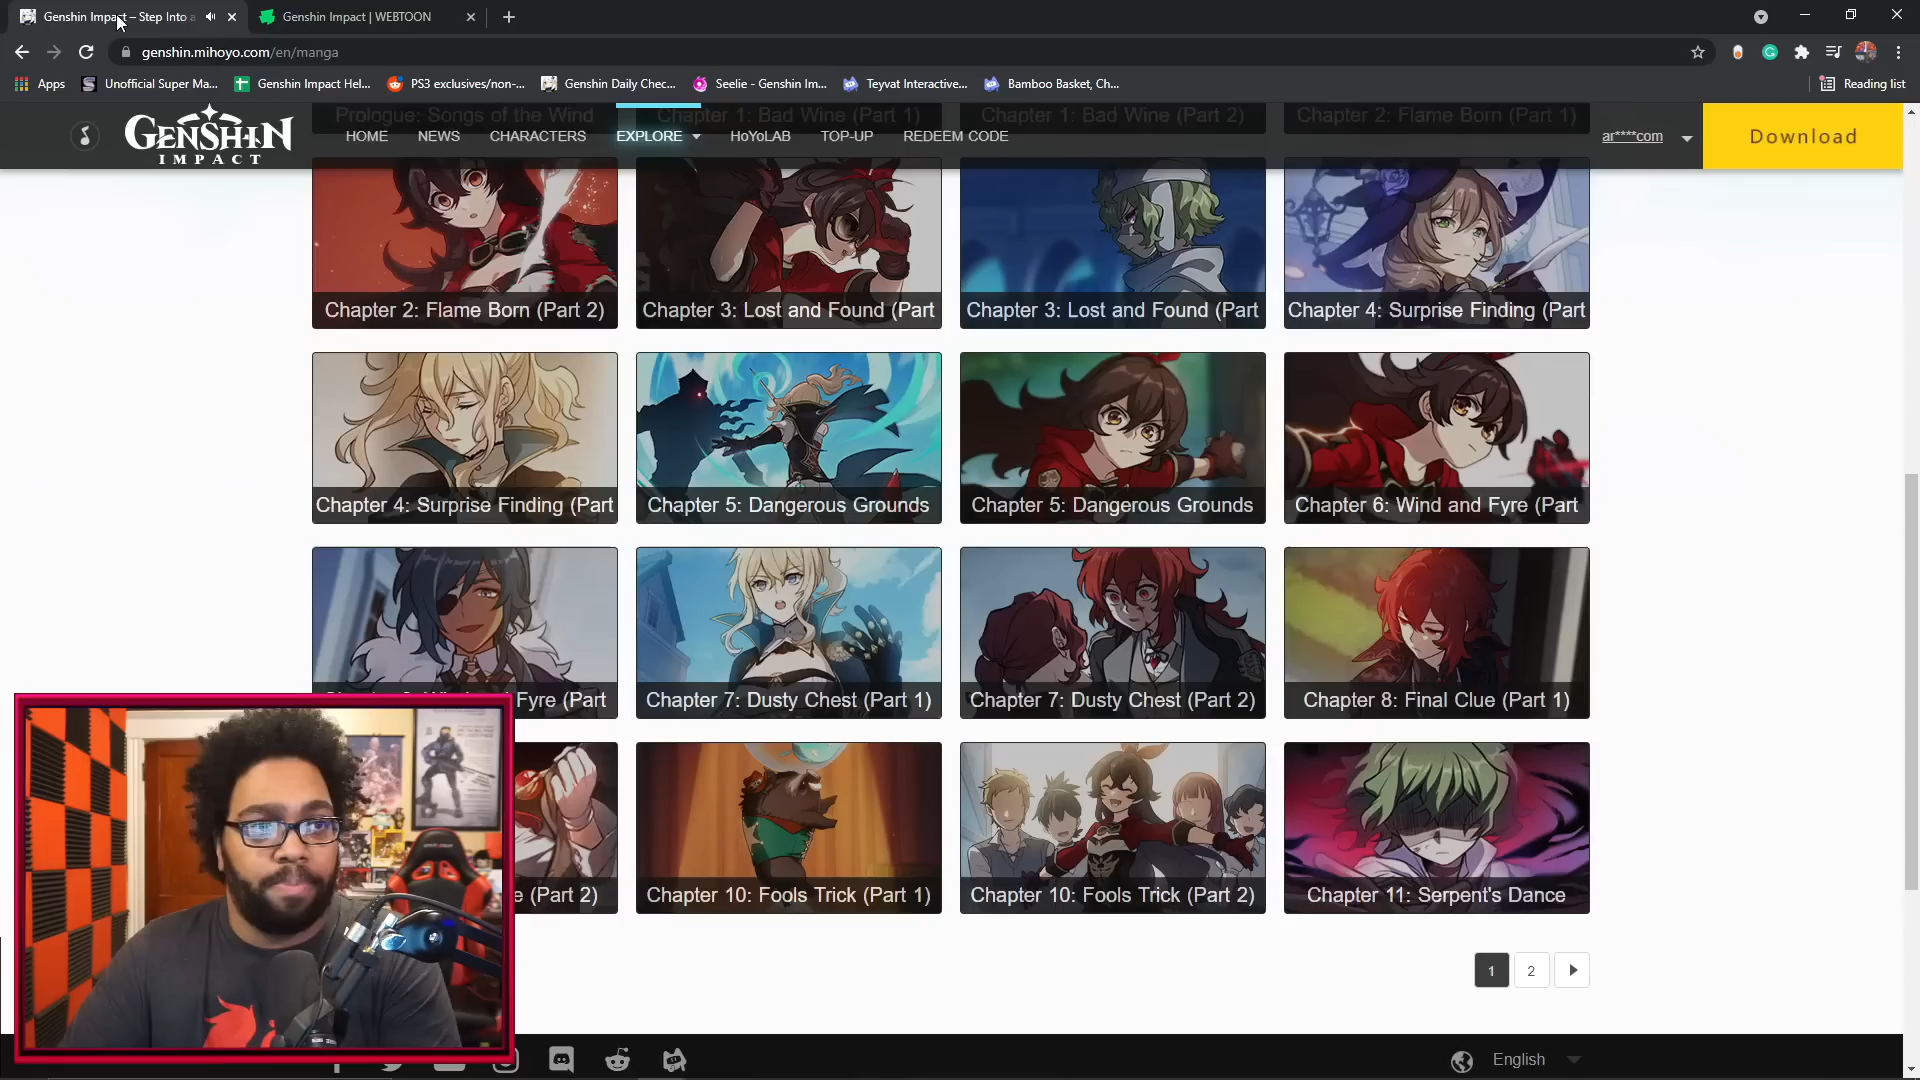 Genshin Impact – Step Into a
Genshin Impact | WEBTOON
genshin.mihoyo.com/en/manga
Apps
Unofficial Super Ma...
Genshin Impact Hel...
PS3 exclusives/non-...
Genshin Daily Chec...
Seelie - Genshin Im...
Teyvat Interactive...
Bamboo Basket, Ch...
Reading list
Prologue: Songs of the Wind
Chapter 1: Bad Wine (Part 1)
Chapter 1: Bad Wine (Part 2)
Chapter 2: Flame Born (Part 1)
GENSHIN
IMPACT
HOME
NEWS
CHARACTERS
EXPLORE
HoYoLAB
TOP-UP
REDEEM CODE
ar****com
Download
Chapter 2: Flame Born (Part 2)
Chapter 3: Lost and Found (Part
Chapter 3: Lost and Found (Part
Chapter 4: Surprise Finding (Part
Chapter 4: Surprise Finding (Part
Chapter 5: Dangerous Grounds
Chapter 5: Dangerous Grounds
Chapter 6: Wind and Fyre (Part
Fyre (Part
Chapter 7: Dusty Chest (Part 1)
Chapter 7: Dusty Chest (Part 2)
Chapter 8: Final Clue (Part 1)
e (Part 2)
Chapter 10: Fools Trick (Part 1)
Chapter 10: Fools Trick (Part 2)
Chapter 11: Serpent's Dance
1
2
English